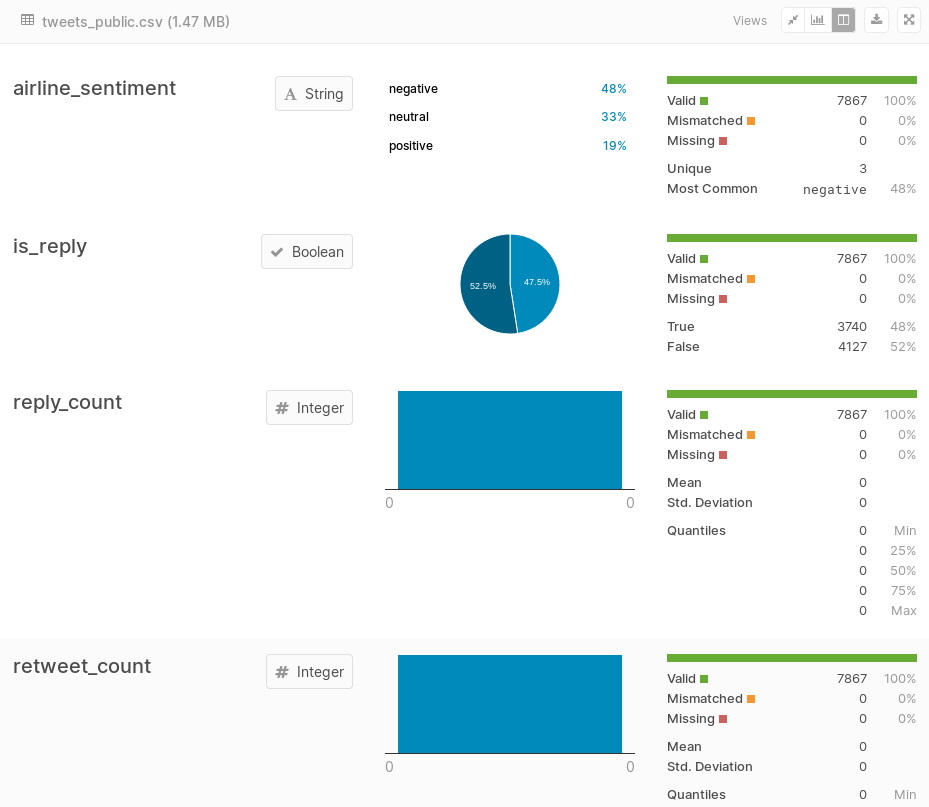 tweets_public.csv (1.47 MB)
Views
airline_sentiment
String
negative 48%
neutral 33%
positive 19%
Valid 7867 100%
Mismatched 0 0%
Missing 0 0%
Unique 3
Most Common negative 48%
is_reply
Boolean
52.5% 47.5%
Valid 7867 100%
Mismatched 0 0%
Missing 0 0%
True 3740 48%
False 4127 52%
reply_count
# Integer
0 0
Valid 7867 100%
Mismatched 0 0%
Missing 0 0%
Mean 0
Std. Deviation 0
Quantiles 0 Min
0 25%
0 50%
0 75%
0 Max
retweet_count
# Integer
0 0
Valid 7867 100%
Mismatched 0 0%
Missing 0 0%
Mean 0
Std. Deviation 0
Quantiles 0 Min